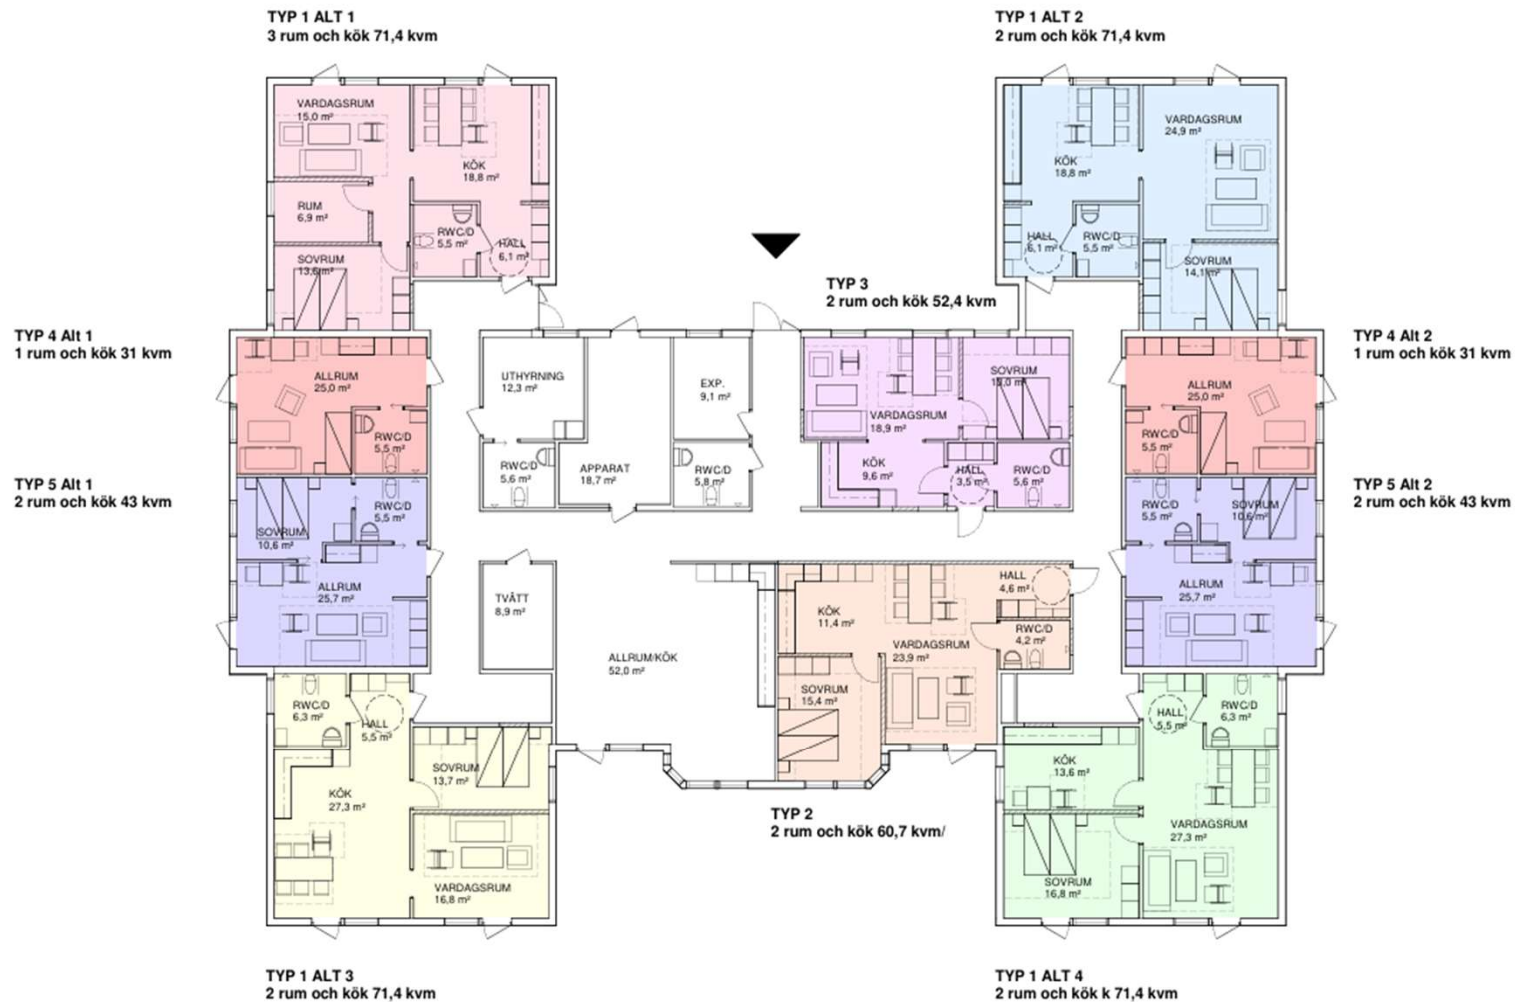 TYP 1 ALT 1
3 rum och kök 71,4 kvm
TYP 1 ALT 2
2 rum och kök 71,4 kvm
VARDAGSRUM
15,0 m²
KÖK
18,8 m²
RUM
6,9 m²
RWC/D
5,5 m²
HALL
6,1 m²
SOVRUM
13,6 m²
VARDAGSRUM
24,9 m²
KÖK
18,8 m²
HALL
6,1 m²
RWC/D
5,5 m²
SOVRUM
14,1 m²
TYP 3
2 rum och kök 52,4 kvm
TYP 4 Alt 1
1 rum och kök 31 kvm
ALLRUM
25,0 m²
RWC/D
5,5 m²
UTHYRNING
12,3 m²
RWC/D
5,6 m²
APPARAT
18,7 m²
EXP.
9,1 m²
RWC/D
5,8 m²
VARDAGSRUM
18,9 m²
SOVRUM
15,0 m²
KÖK
9,6 m²
HALL
3,5 m²
RWC/D
5,6 m²
TYP 4 Alt 2
1 rum och kök 31 kvm
ALLRUM
25,0 m²
RWC/D
5,5 m²
TYP 5 Alt 1
2 rum och kök 43 kvm
RWC/D
5,5 m²
SOVRUM
10,6 m²
ALLRUM
25,7 m²
TYP 5 Alt 2
2 rum och kök 43 kvm
RWC/D
5,5 m²
SOVRUM
10,6 m²
ALLRUM
25,7 m²
TVÄTT
8,9 m²
ALLRUM/KÖK
52,0 m²
KÖK
11,4 m²
HALL
4,6 m²
RWC/D
4,2 m²
VARDAGSRUM
23,9 m²
SOVRUM
15,4 m²
TYP 2
2 rum och kök 60,7 kvm/
RWC/D
6,3 m²
HALL
5,5 m²
SOVRUM
13,7 m²
KÖK
27,3 m²
VARDAGSRUM
16,8 m²
HALL
5,5 m²
RWC/D
6,3 m²
KÖK
13,6 m²
VARDAGSRUM
27,3 m²
SOVRUM
16,8 m²
TYP 1 ALT 3
2 rum och kök 71,4 kvm
TYP 1 ALT 4
2 rum och kök k 71,4 kvm